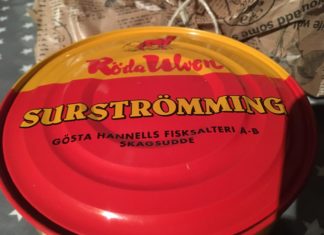 Röda Ulven
SURSTRÖMMING
GÖSTA HANNELLS FISKSALTERI A-B
SKAGSUDDE